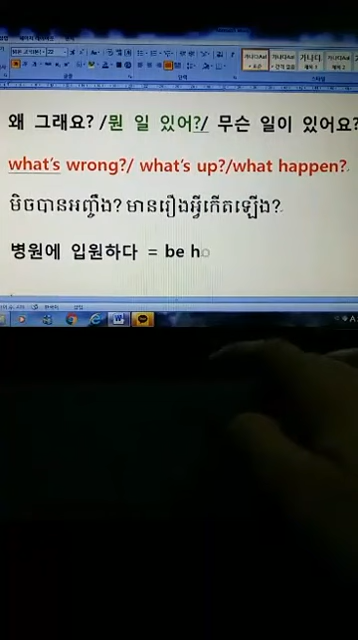 왜 그래요? /뭔 일 있어?/ 무슨 일이 있어요?
what's wrong?/ what's up?/what happen?
មិចបានអញ្ចឹង? មានរឿងអ្វីកើតឡើង?
병원에 입원하다 = be ho